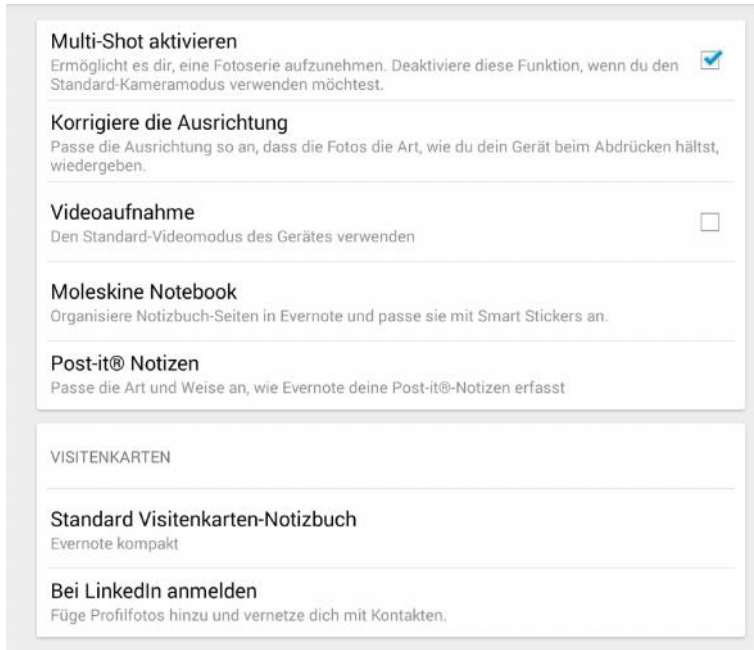 Multi-Shot aktivieren
Ermöglicht es dir, eine Fotoserie aufzunehmen. Deaktiviere diese Funktion, wenn du den
Standard-Kameramodus verwenden möchtest.
Korrigiere die Ausrichtung
Passe die Ausrichtung so an, dass die Fotos die Art, wie du dein Gerät beim Abdrücken hältst,
wiedergeben.
Videoaufnahme
Den Standard-Videomodus des Gerätes verwenden
Moleskine Notebook
Organisiere Notizbuch-Seiten in Evernote und passe sie mit Smart Stickers an.
Post-it® Notizen
Passe die Art und Weise an, wie Evernote deine Post-it®-Notizen erfasst
VISITENKARTEN
Standard Visitenkarten-Notizbuch
Evernote kompakt
Bei LinkedIn anmelden
Füge Profilfotos hinzu und vernetze dich mit Kontakten.